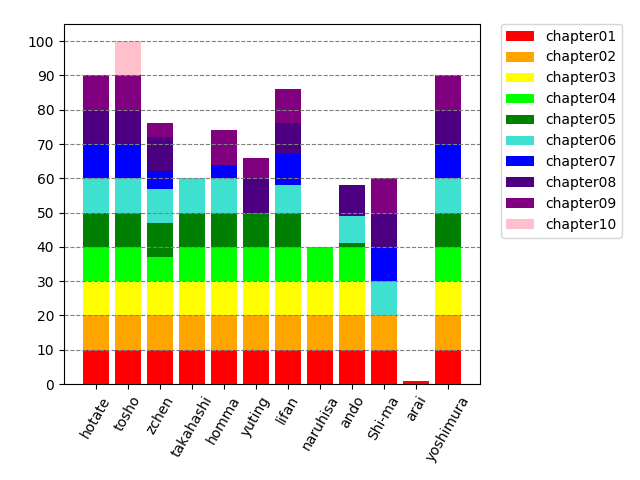 100
90
80
70
60
50
40
30
20
10
0
hotate
tosho
zchen
takahashi
homma
yuting
lifan
naruhisa
ando
Shi-ma
arai
yoshimura
chapter01
chapter02
chapter03
chapter04
chapter05
chapter06
chapter07
chapter08
chapter09
chapter10